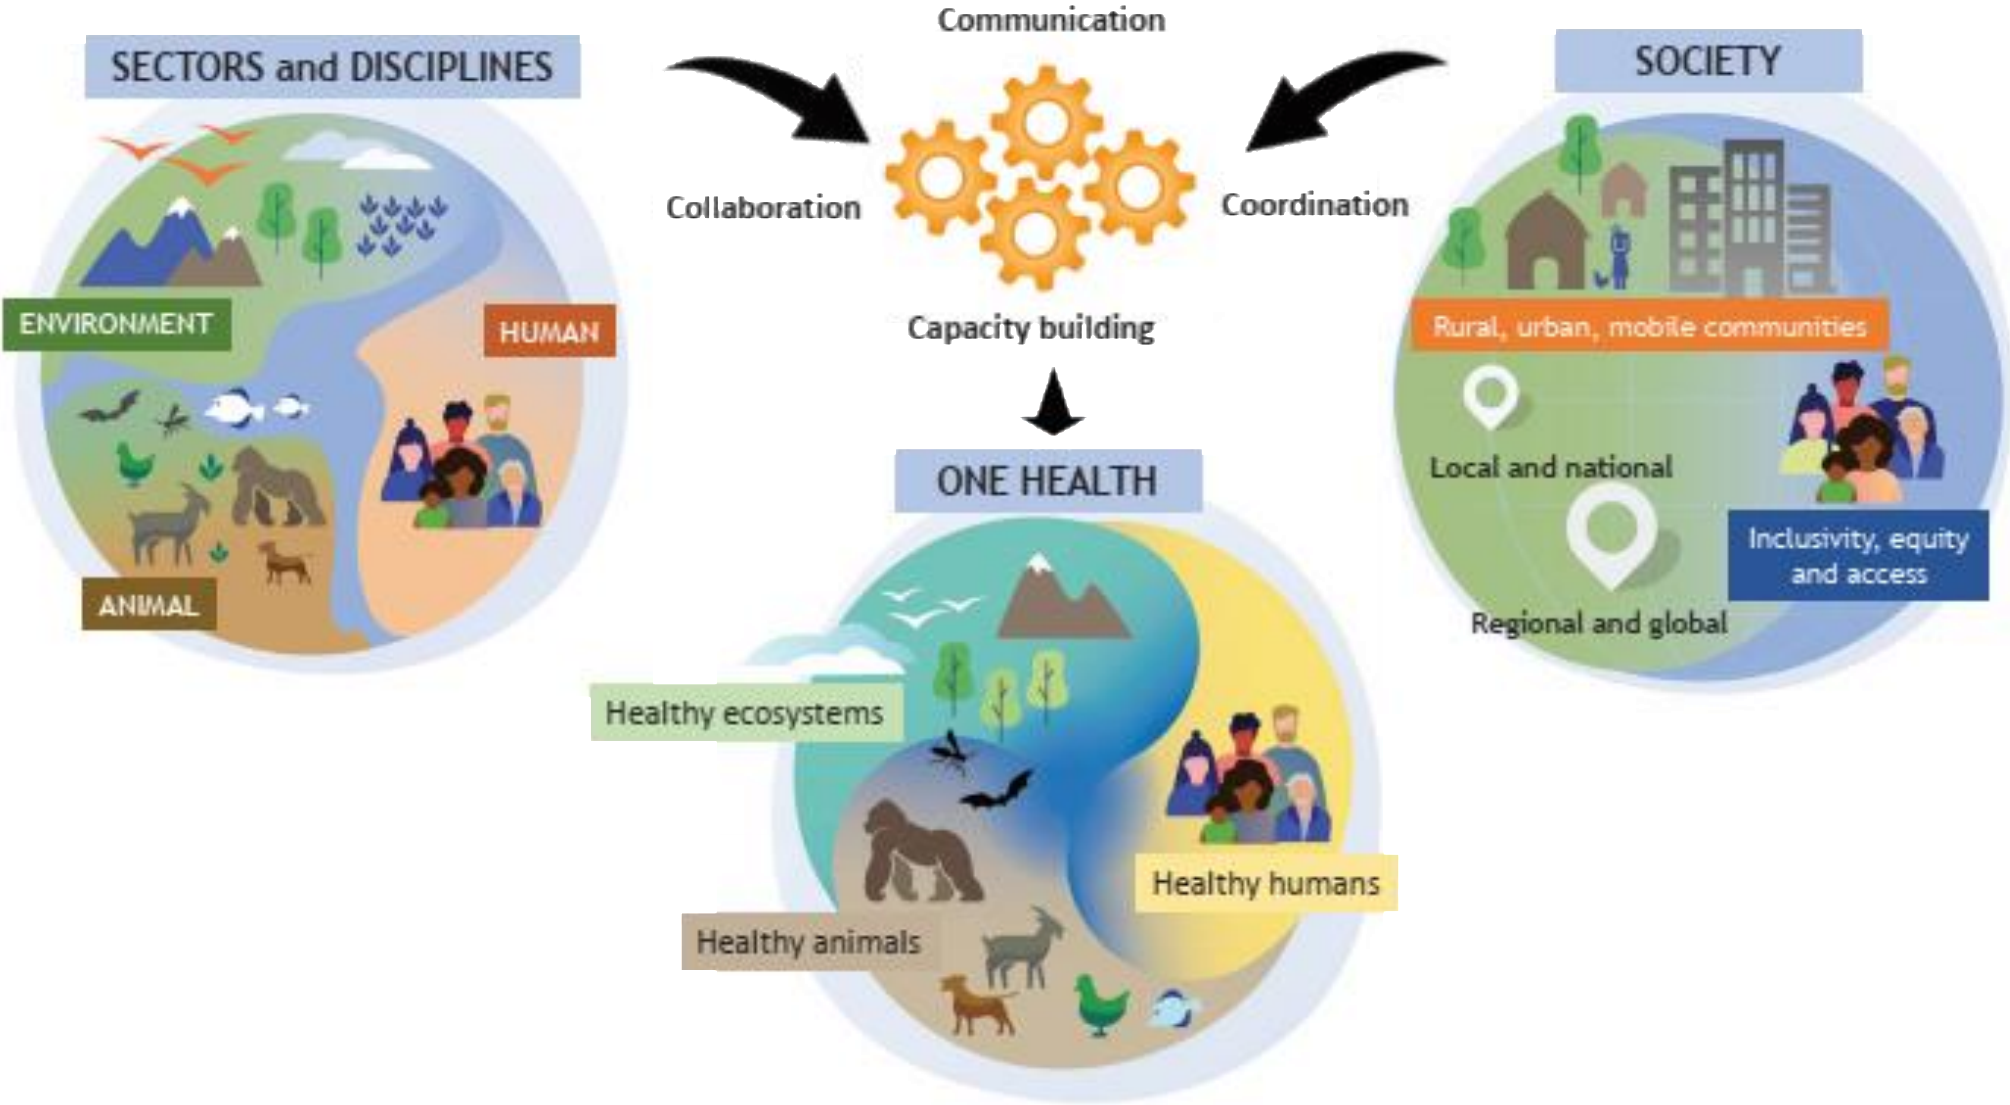 Communication
SECTORS and DISCIPLINES
SOCIETY
Collaboration
Coordination
ENVIRONMENT
HUMAN
Capacity building
Rural, urban, mobile communities
Local and national
ONE HEALTH
Inclusivity, equity
and access
ANIMAL
Regional and global
Healthy ecosystems
Healthy humans
Healthy animals